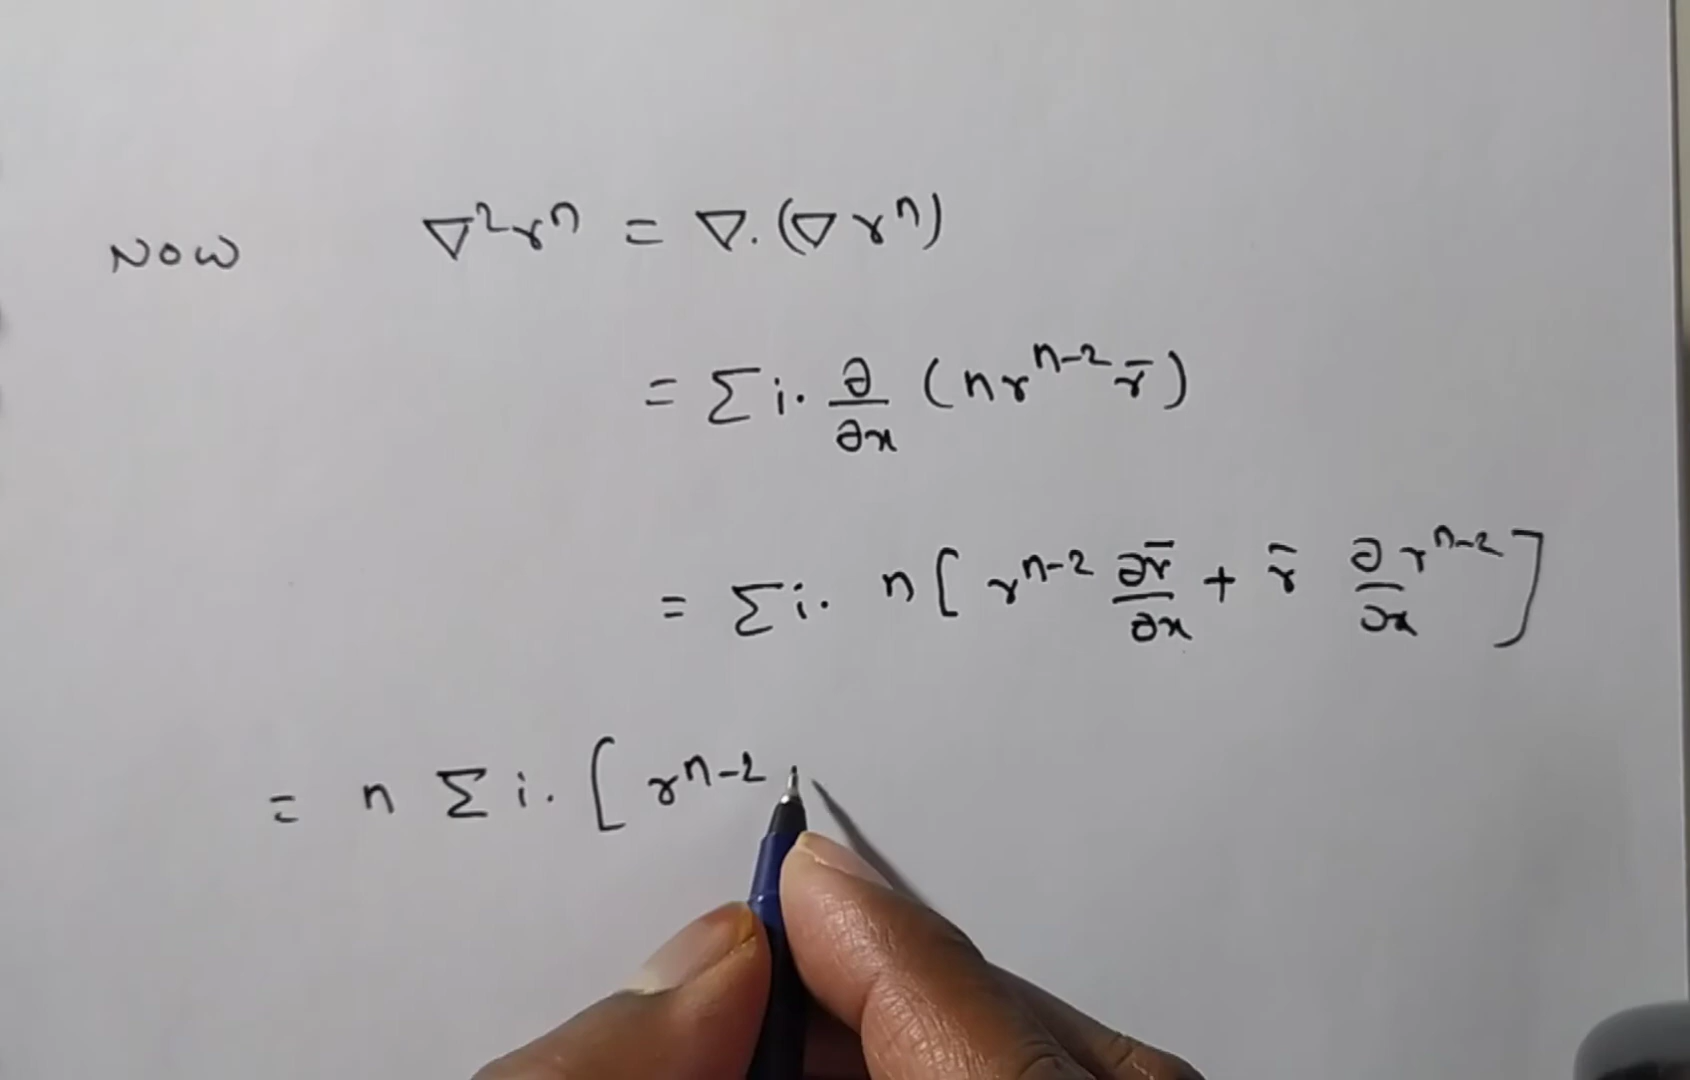 NOW ∇²rⁿ = ∇.(∇ rⁿ)
= Σ i. ∂/∂x (n rⁿ⁻² r̄)
= Σ i. n [ rⁿ⁻² ∂r̄/∂x + r̄ ∂rⁿ⁻²/∂x ]
= n Σ i. [ rⁿ⁻²